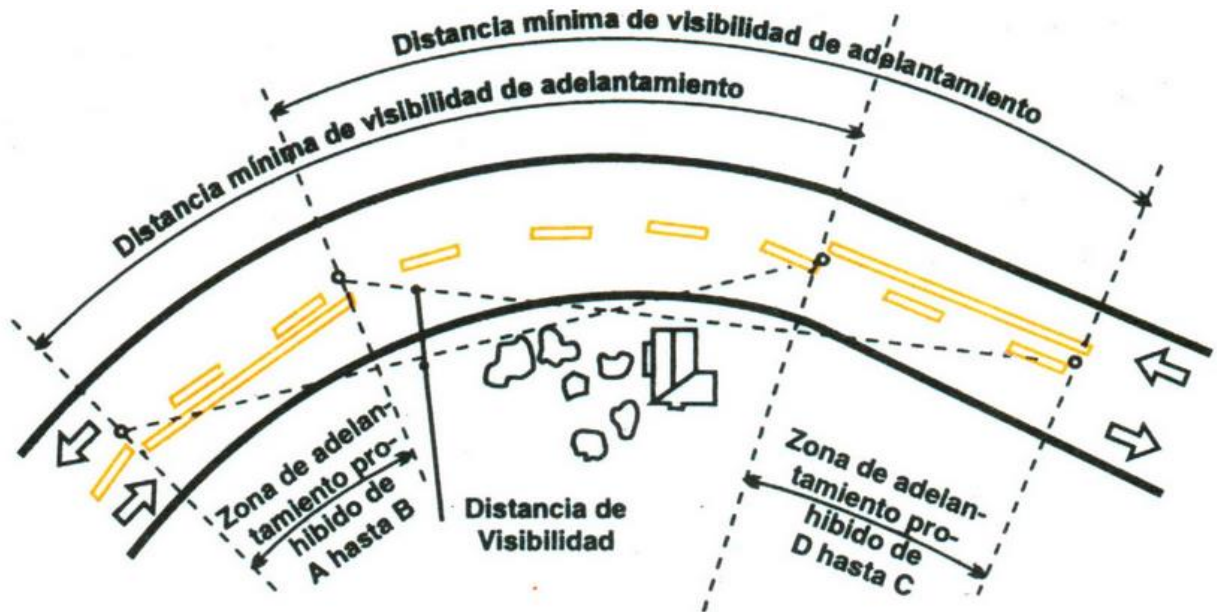 Distancia mínima de visibilidad de adelantamiento
Distancia mínima de visibilidad de adelantamiento
Zona de adelan-
tamiento pro-
hibido de
A hasta B
Distancia de
Visibilidad
Zona de adelan-
tamiento pro-
hibido de
D hasta C